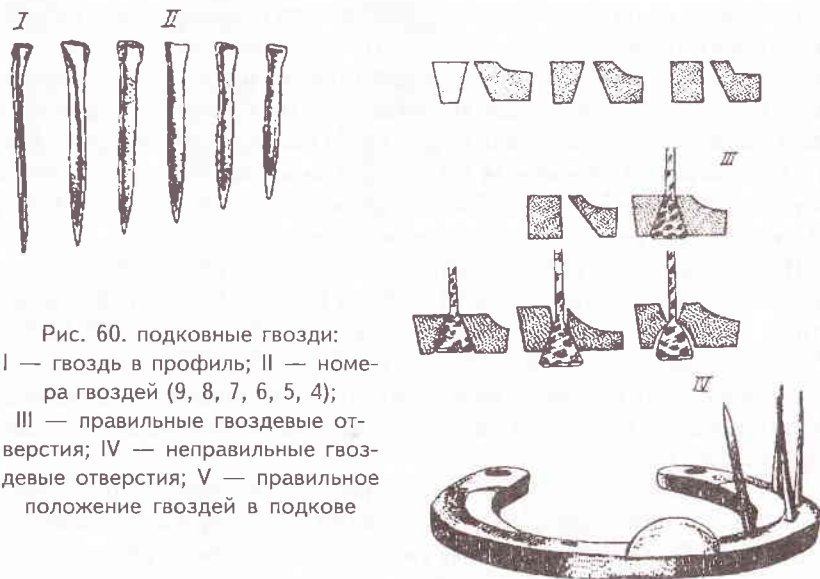 I
II
III
Рис. 60. подковные гвозди:
I — гвоздь в профиль; II — номе-
ра гвоздей (9, 8, 7, 6, 5, 4);
III — правильные гвоздевые от-
верстия; IV — неправильные гвоз-
девые отверстия; V — правильное
положение гвоздей в подкове
IV